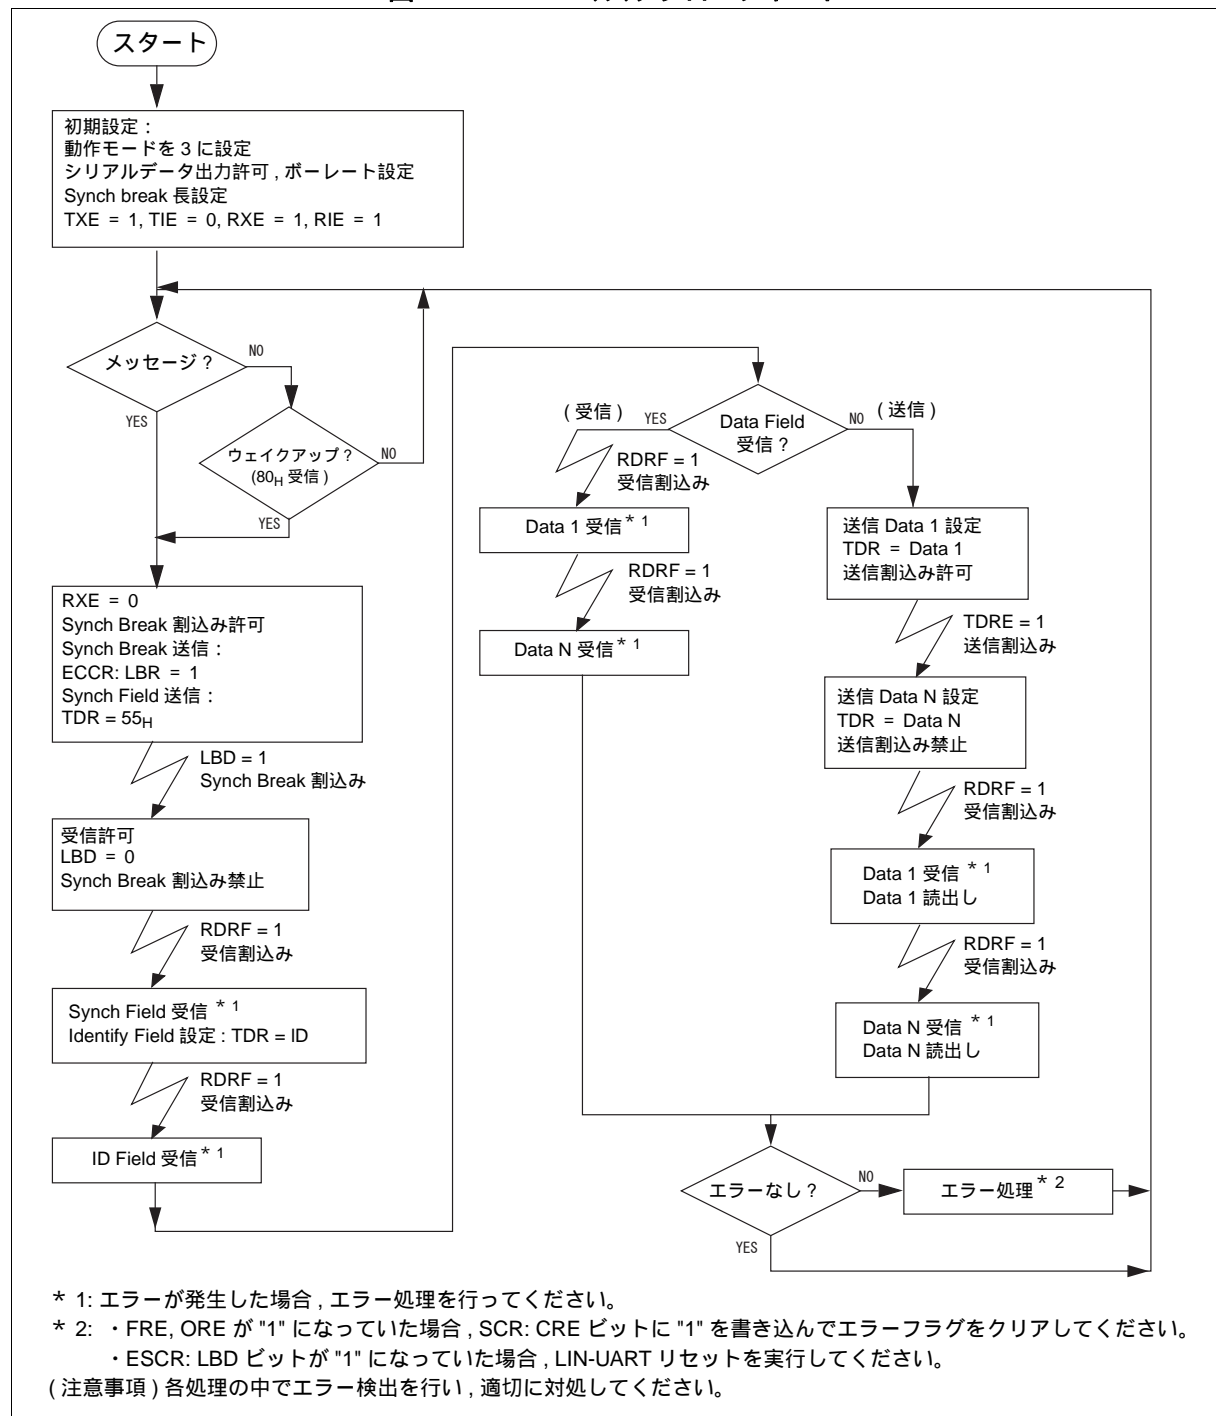 スタート
初期設定 :
動作モードを 3 に設定
シリアルデータ出力許可 , ボーレート設定
Synch break 長設定
TXE = 1, TIE = 0, RXE = 1, RIE = 1
メッセージ ?
NO
YES
ウェイクアップ ?
(80H 受信 )
NO
YES
RXE = 0
Synch Break 割込み許可
Synch Break 送信 :
ECCR: LBR = 1
Synch Field 送信 :
TDR = 55H
LBD = 1
Synch Break 割込み
受信許可
LBD = 0
Synch Break 割込み禁止
RDRF = 1
受信割込み
Synch Field 受信 * 1
Identify Field 設定 : TDR = ID
RDRF = 1
受信割込み
ID Field 受信 * 1
Data Field
受信 ?
( 受信 ) YES
NO ( 送信 )
RDRF = 1
受信割込み
Data 1 受信 * 1
RDRF = 1
受信割込み
Data N 受信 * 1
送信 Data 1 設定
TDR = Data 1
送信割込み許可
TDRE = 1
送信割込み
送信 Data N 設定
TDR = Data N
送信割込み禁止
RDRF = 1
受信割込み
Data 1 受信 * 1
Data 1 読出し
RDRF = 1
受信割込み
Data N 受信 * 1
Data N 読出し
エラーなし ?
NO
YES
エラー処理 * 2
* 1: エラーが発生した場合 , エラー処理を行ってください。
* 2: ・FRE, ORE が "1" になっていた場合 , SCR: CRE ビットに "1" を書き込んでエラーフラグをクリアしてください。
・ESCR: LBD ビットが "1" になっていた場合 , LIN-UART リセットを実行してください。
( 注意事項 ) 各処理の中でエラー検出を行い , 適切に対処してください。